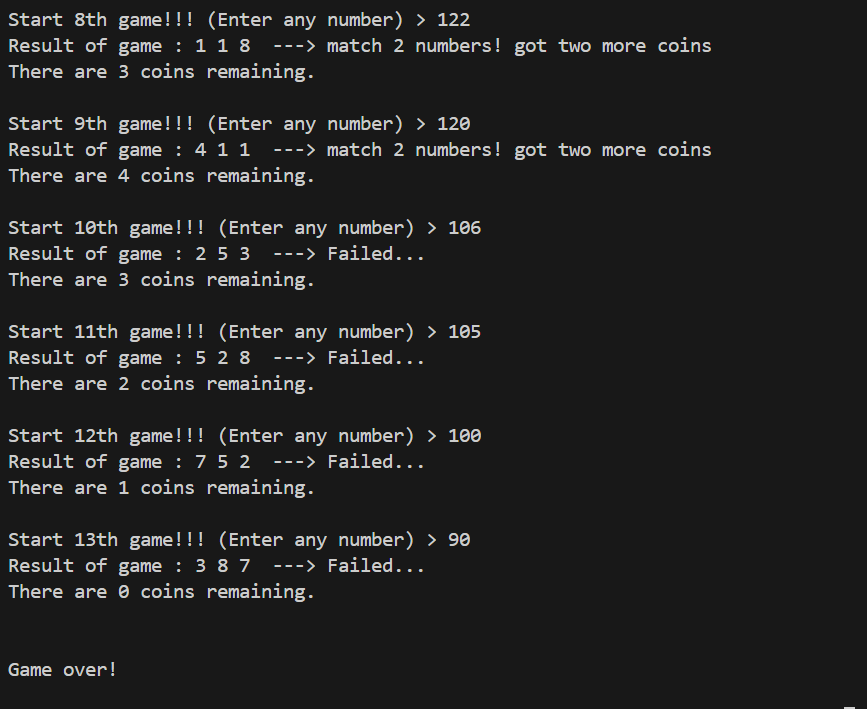 Start 8th game!!! (Enter any number) > 122
Result of game : 1 1 8  ---> match 2 numbers! got two more coins
There are 3 coins remaining.
Start 9th game!!! (Enter any number) > 120
Result of game : 4 1 1  ---> match 2 numbers! got two more coins
There are 4 coins remaining.
Start 10th game!!! (Enter any number) > 106
Result of game : 2 5 3  ---> Failed...
There are 3 coins remaining.
Start 11th game!!! (Enter any number) > 105
Result of game : 5 2 8  ---> Failed...
There are 2 coins remaining.
Start 12th game!!! (Enter any number) > 100
Result of game : 7 5 2  ---> Failed...
There are 1 coins remaining.
Start 13th game!!! (Enter any number) > 90
Result of game : 3 8 7  ---> Failed...
There are 0 coins remaining.
Game over!